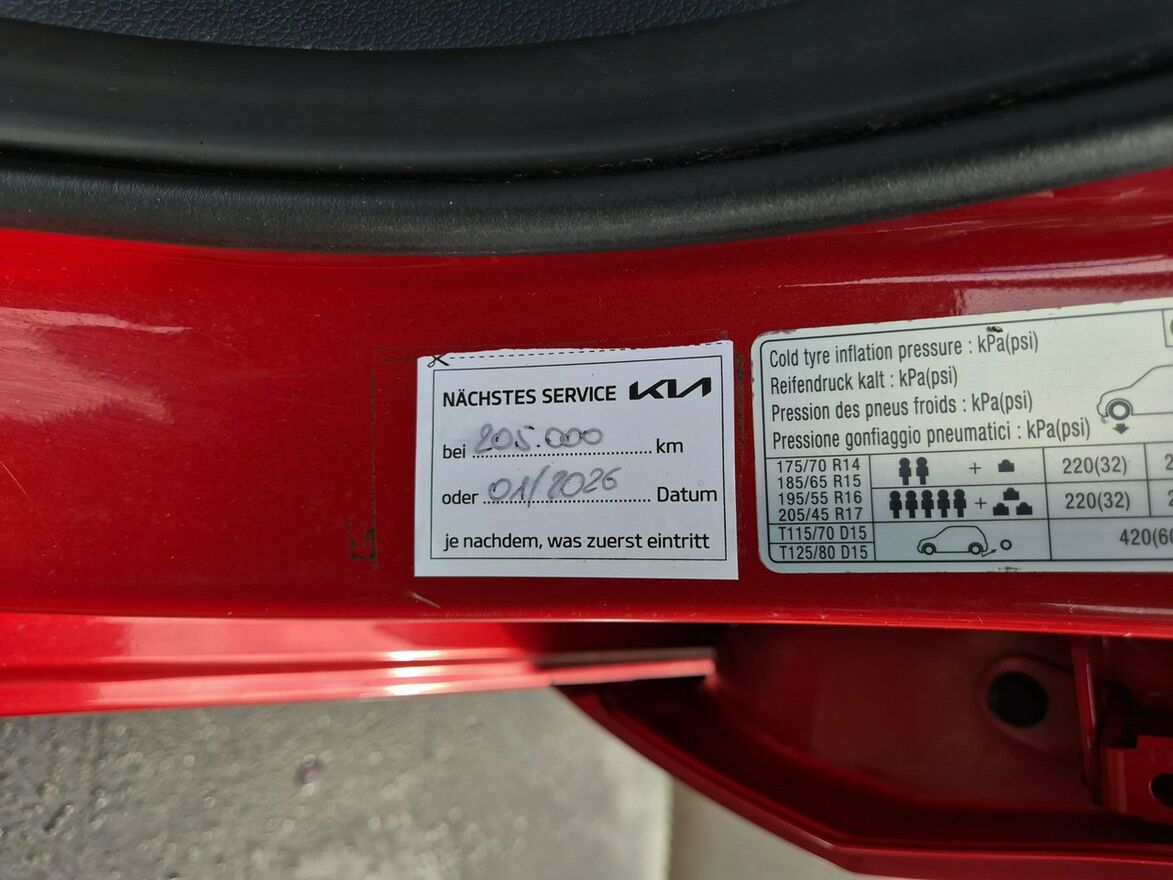 NÄCHSTES SERVICE KIA
bei 205.000 km
oder 01/2026 Datum
je nachdem, was zuerst eintritt
Cold tyre inflation pressure : kPa(psi)
Reifendruck kalt : kPa(psi)
Pression des pneus froids : kPa(psi)
Pressione gonfiaggio pneumatici : kPa(psi)
175/70 R14
185/65 R15
+
220(32)
195/55 R16
205/45 R17
+
220(32)
T115/70 D15
T125/80 D15